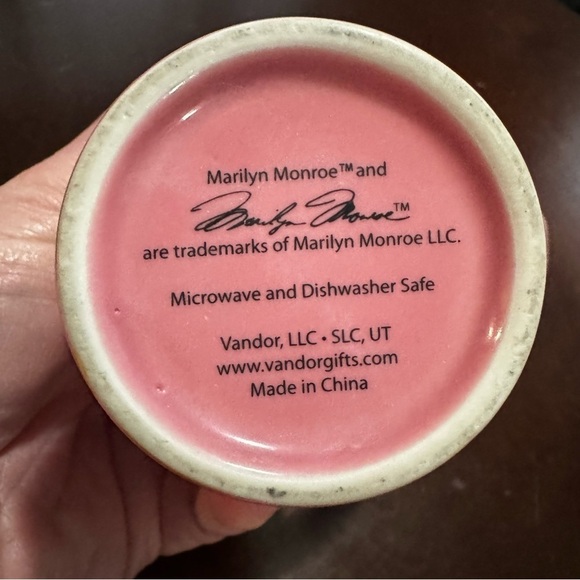 Marilyn Monroe™ and
Marilyn Monroe™
are trademarks of Marilyn Monroe LLC.
Microwave and Dishwasher Safe
Vandor, LLC • SLC, UT
www.vandorgifts.com
Made in China